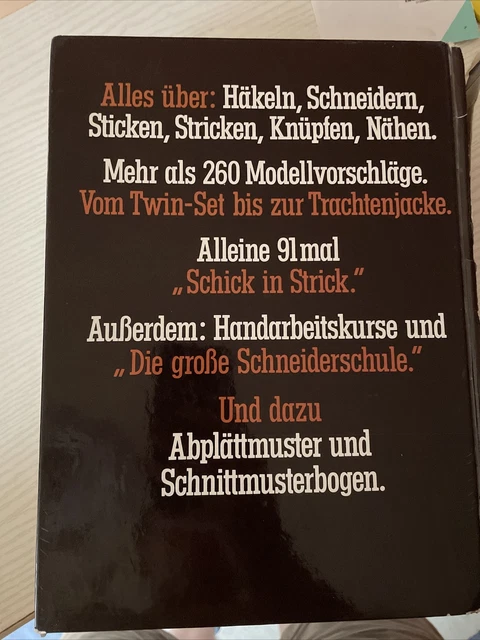 Alles über: Häkeln, Schneidern,
Sticken, Stricken, Knüpfen, Nähen.
Mehr als 260 Modellvorschläge.
Vom Twin-Set bis zur Trachtenjacke.
Alleine 91mal
„Schick in Strick.”
Außerdem: Handarbeitskurse und
„Die große Schneiderschule.”
Und dazu
Abplättmuster und
Schnittmusterbogen.